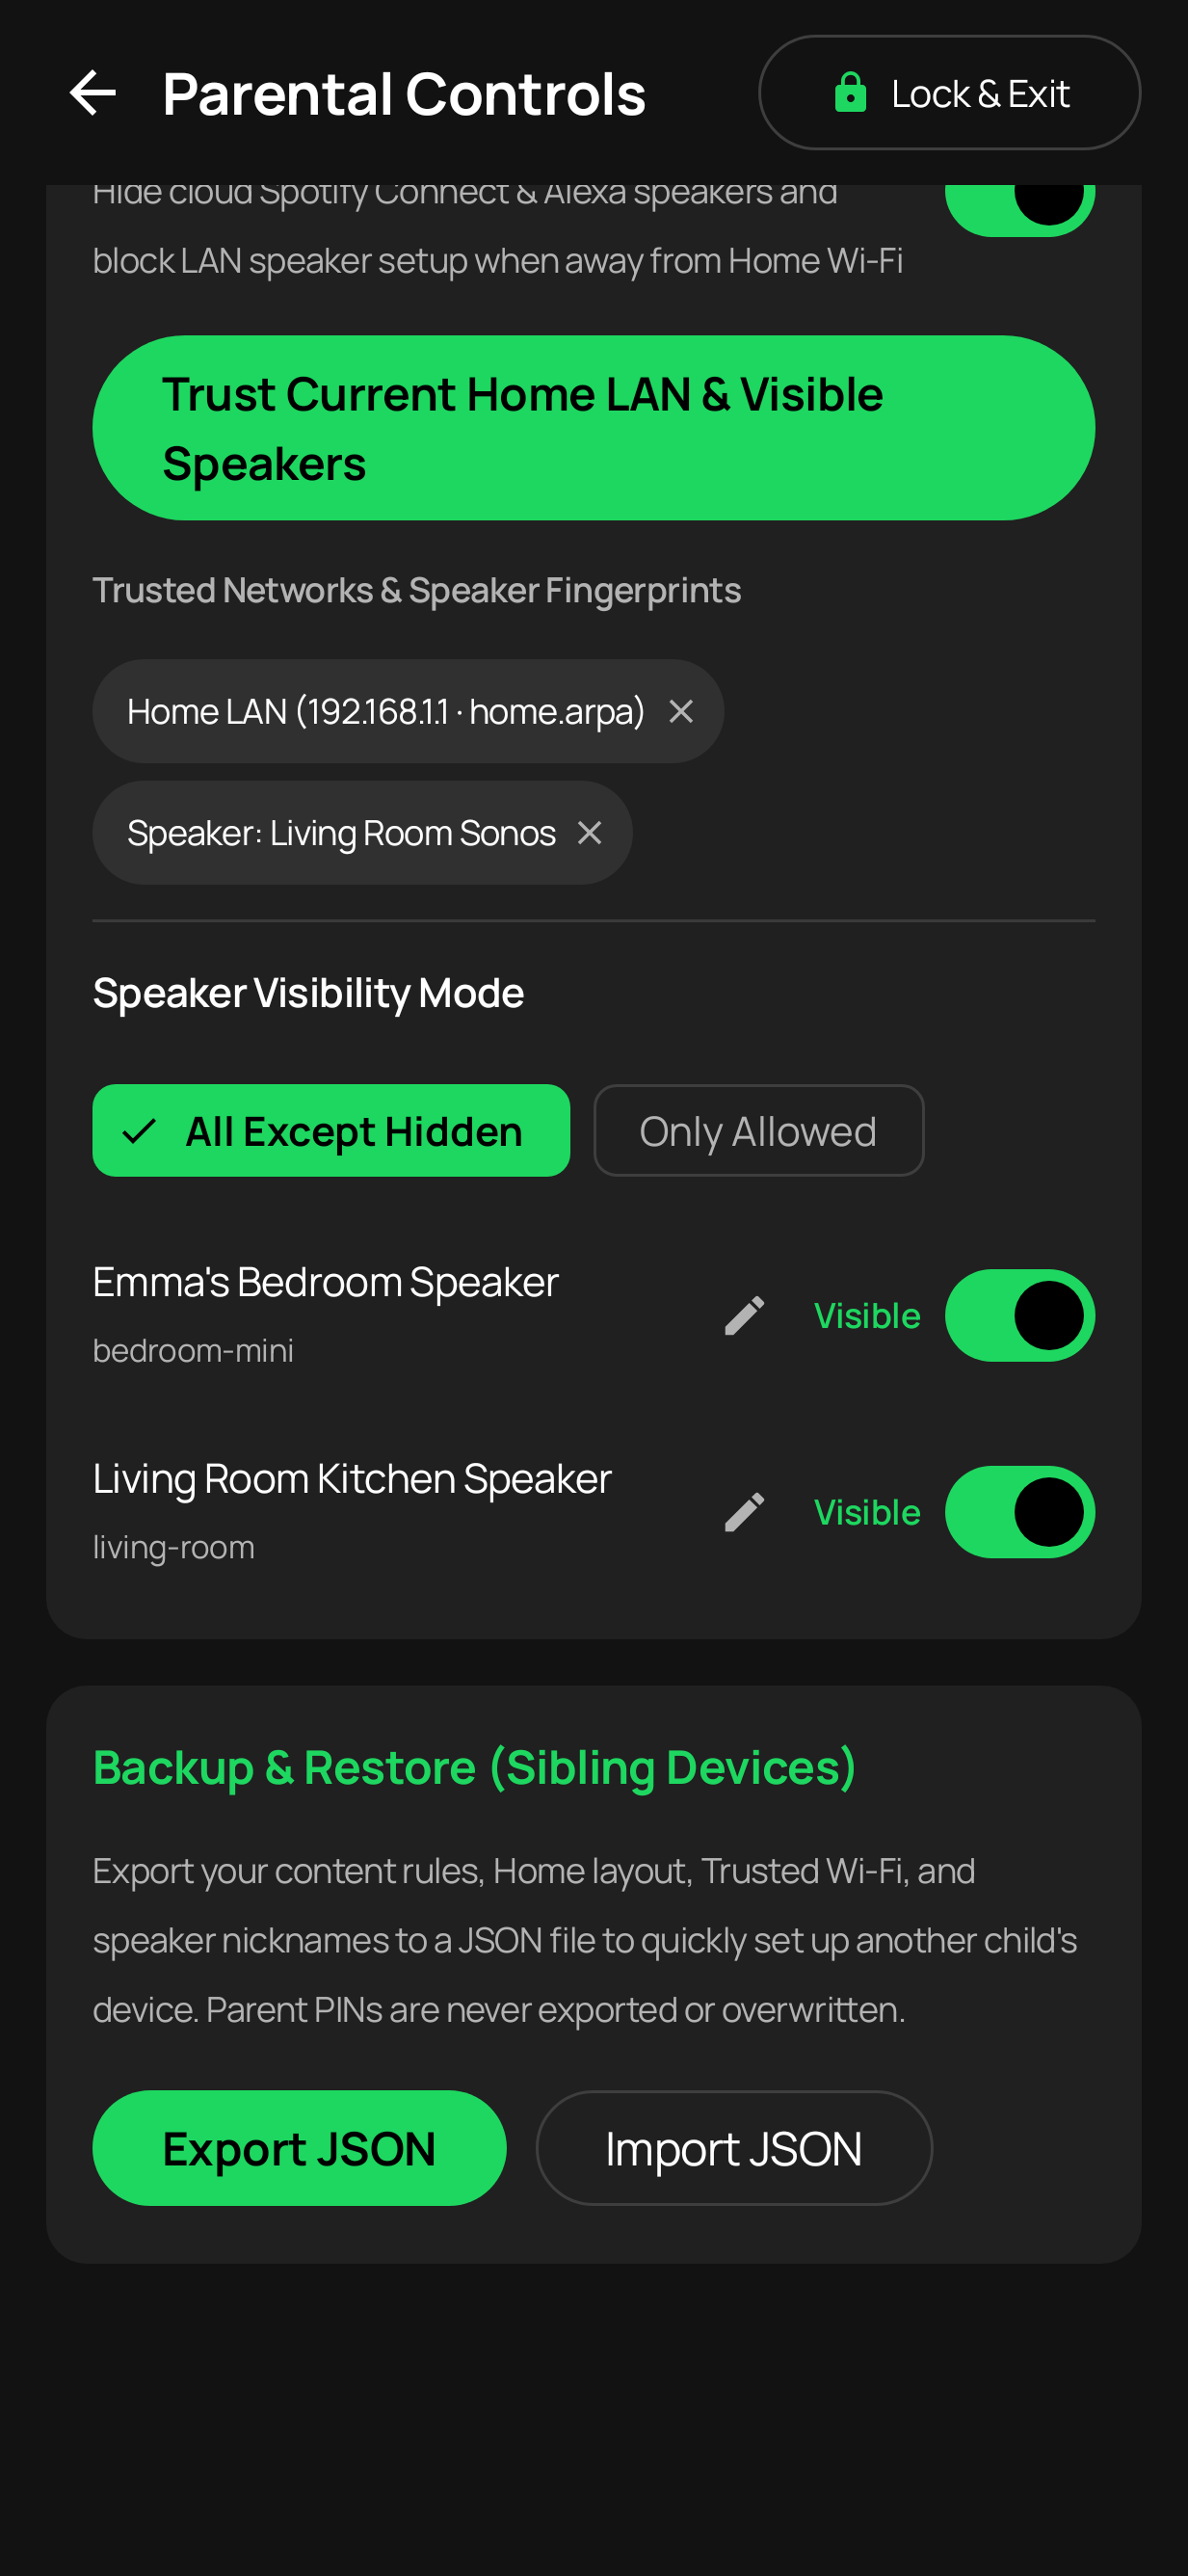 Parental Controls
Lock & Exit
Hide cloud Spotify Connect & Alexa speakers and
block LAN speaker setup when away from Home Wi-Fi
Trust Current Home LAN & Visible
Speakers
Trusted Networks & Speaker Fingerprints
Home LAN (192.168.1.1 · home.arpa)
Speaker: Living Room Sonos
Speaker Visibility Mode
All Except Hidden
Only Allowed
Emma's Bedroom Speaker
bedroom-mini
Visible
Living Room Kitchen Speaker
living-room
Visible
Backup & Restore (Sibling Devices)
Export your content rules, Home layout, Trusted Wi-Fi, and
speaker nicknames to a JSON file to quickly set up another child's
device. Parent PINs are never exported or overwritten.
Export JSON
Import JSON